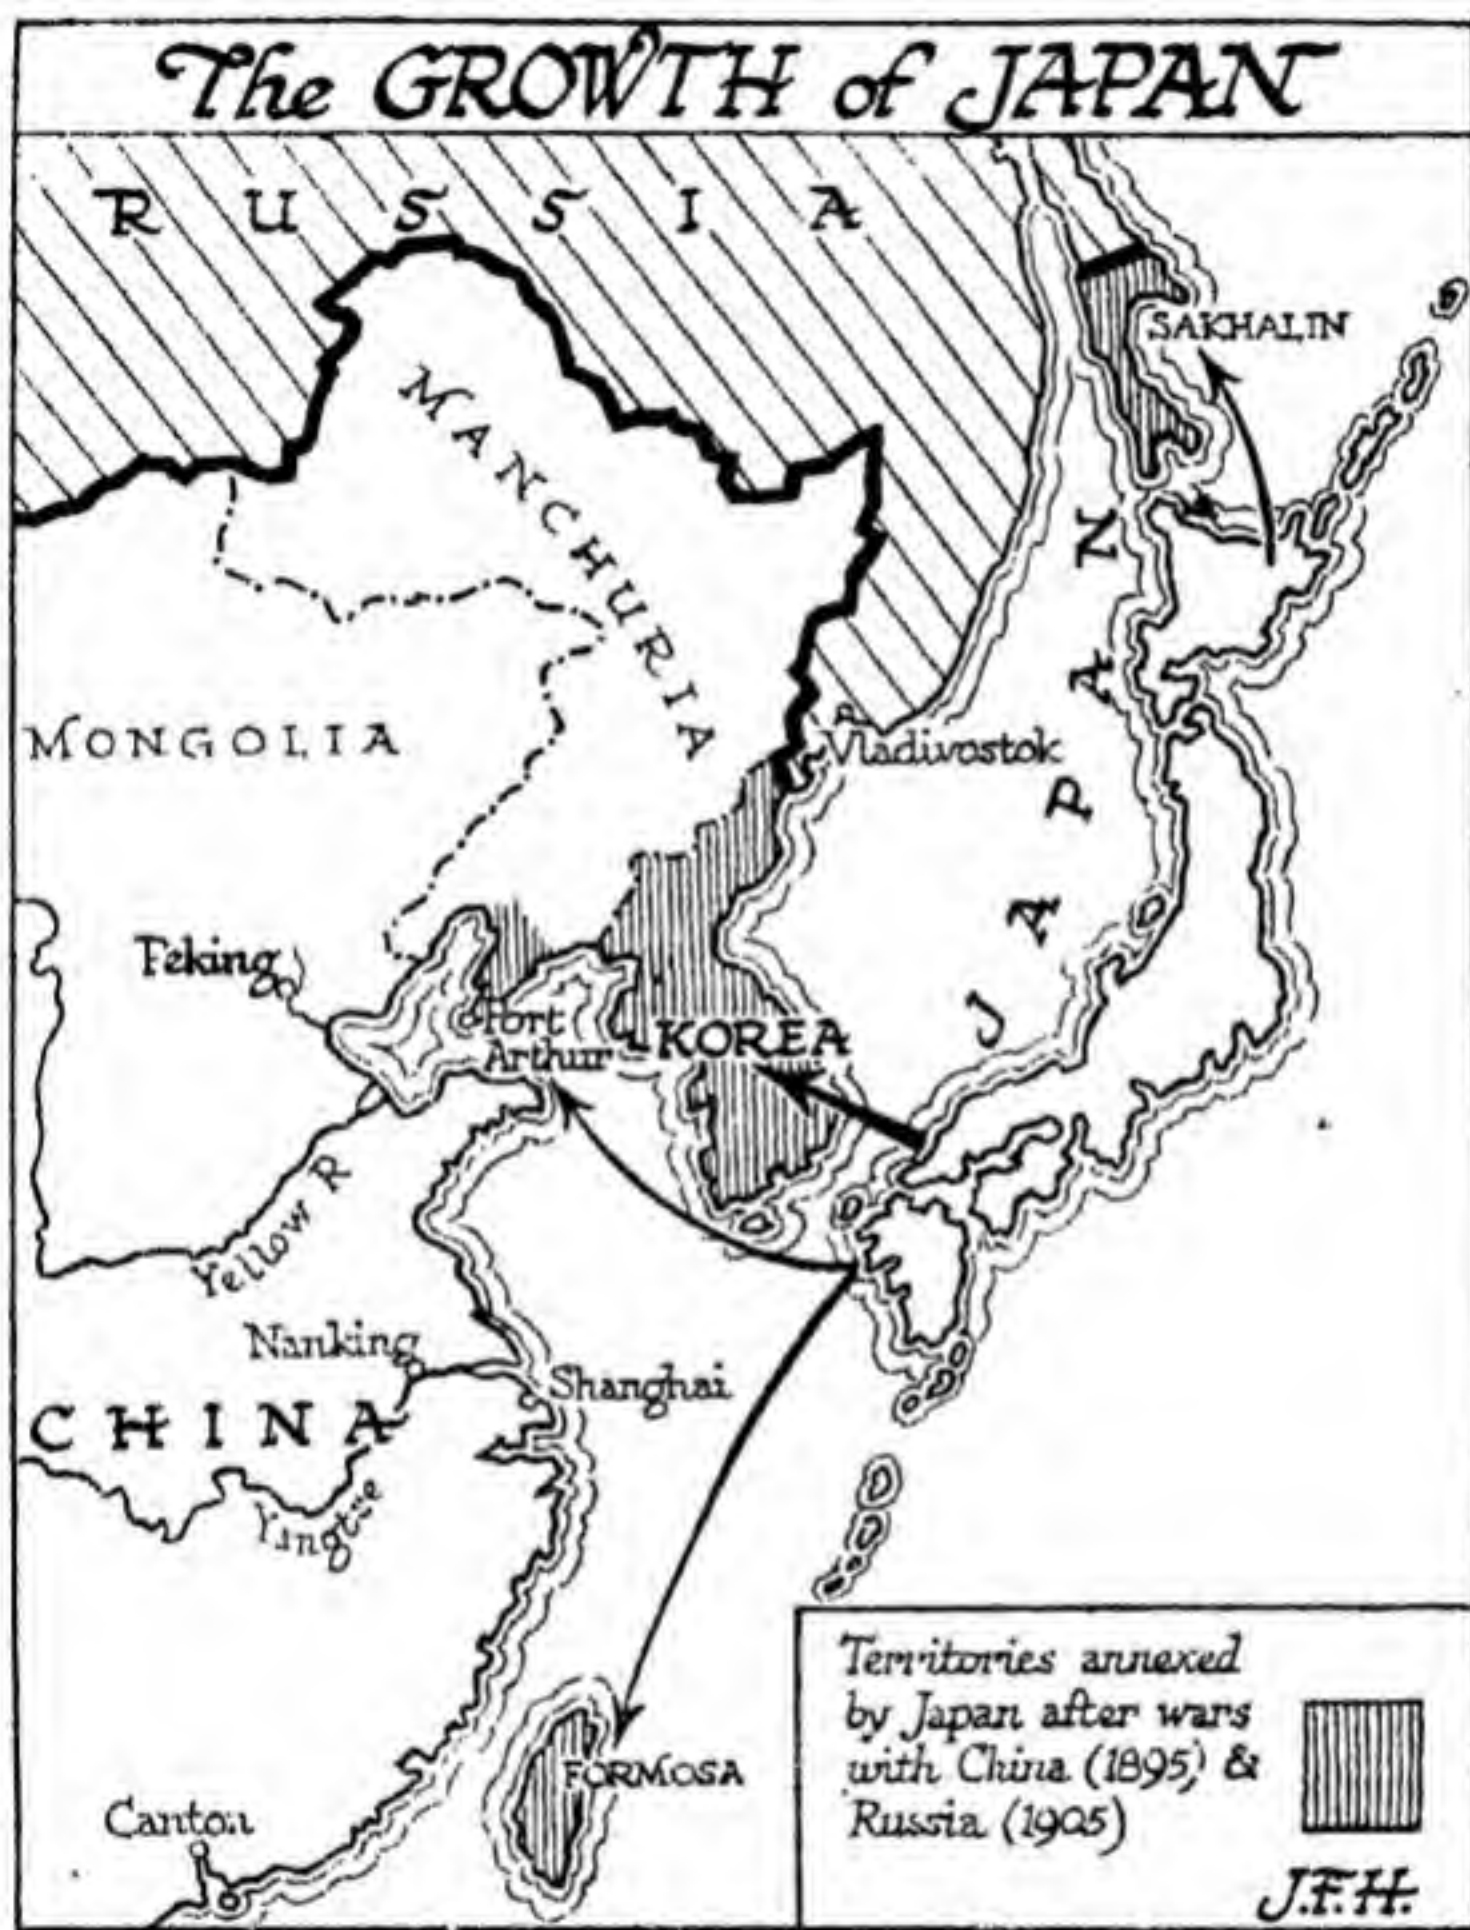 The GROWTH of JAPAN
RUSSIA
SAKHALIN
MANCHURIA
MONGOLIA
Vladivostok
JAPAN
Peking
Port
Arthur
KOREA
Yellow R
Nanking
Shanghai
CHINA
Yangtze
FORMOSA
Canton
Territories annexed
by Japan after wars
with China (1895) &
Russia (1905)
J.F.H.